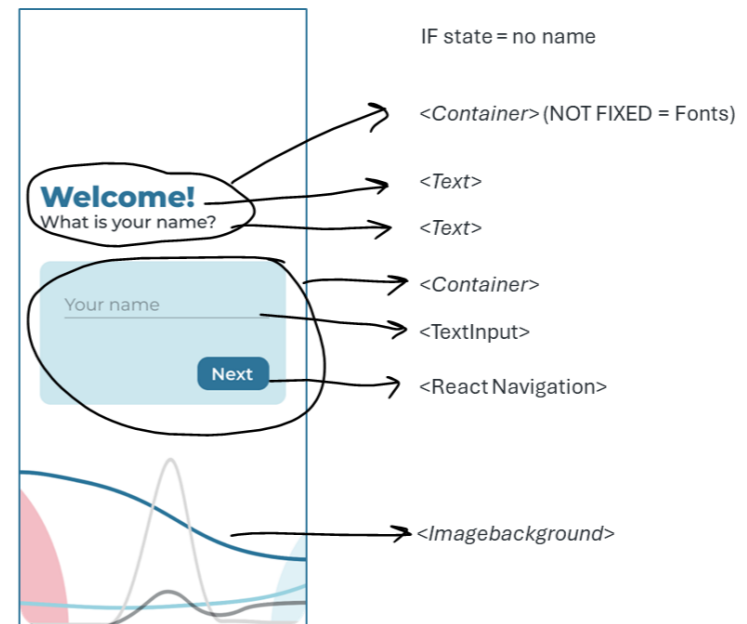 IF state = no name
<Container> (NOT FIXED = Fonts)
Welcome!
<Text>
What is your name?
<Text>
<Container>
Your name
<TextInput>
Next
<React Navigation>
<Imagebackground>